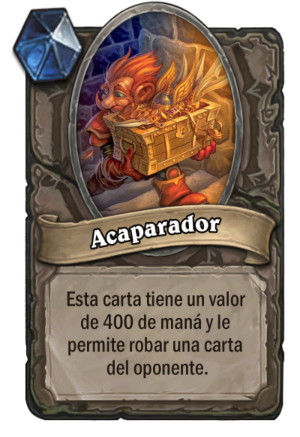 Acaparador
Esta carta tiene un valor
de 400 de maná y le
permite robar una carta
del oponente.